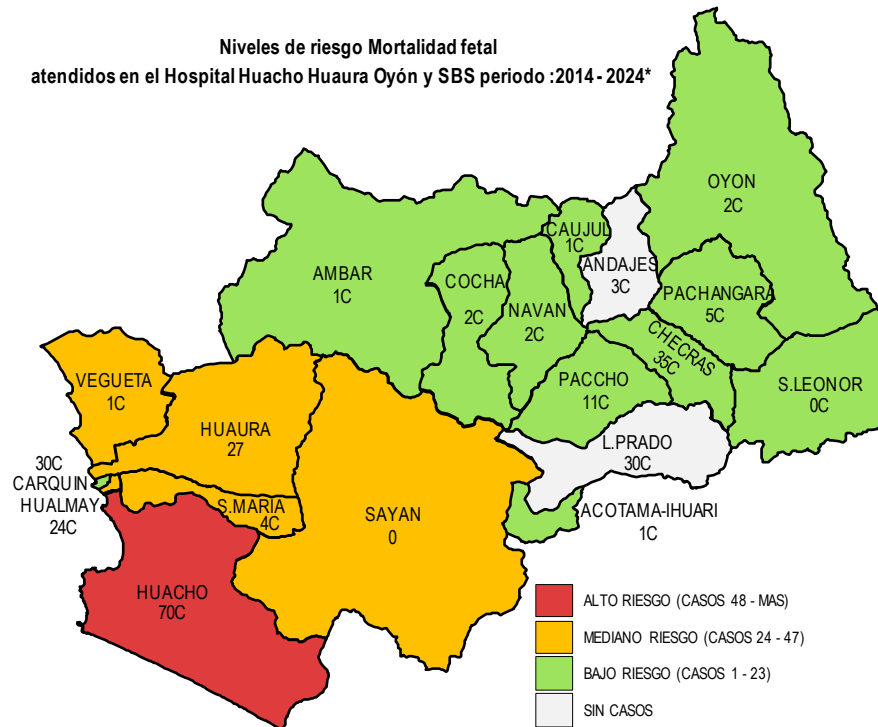 Niveles de riesgo Mortalidad fetal
atendidos en el Hospital Huacho Huaura Oyón y SBS periodo :2014 - 2024*
OYON
2C
CAUJUL
1C
ANDAJES
3C
AMBAR
1C
COCHA
2C
NAVAN
2C
PACHANGARA
5C
CHECRAS
35C
PACCHO
11C
S.LEONOR
0C
VEGUETA
1C
HUAURA
27
L.PRADO
30C
30C
CARQUIN
HUALMAY
24C
S.MARIA
4C
SAYAN
0
ACOTAMA-IHUARI
1C
HUACHO
70C
ALTO RIESGO (CASOS 48 - MAS)
MEDIANO RIESGO (CASOS 24 - 47)
BAJO RIESGO (CASOS 1 - 23)
SIN CASOS